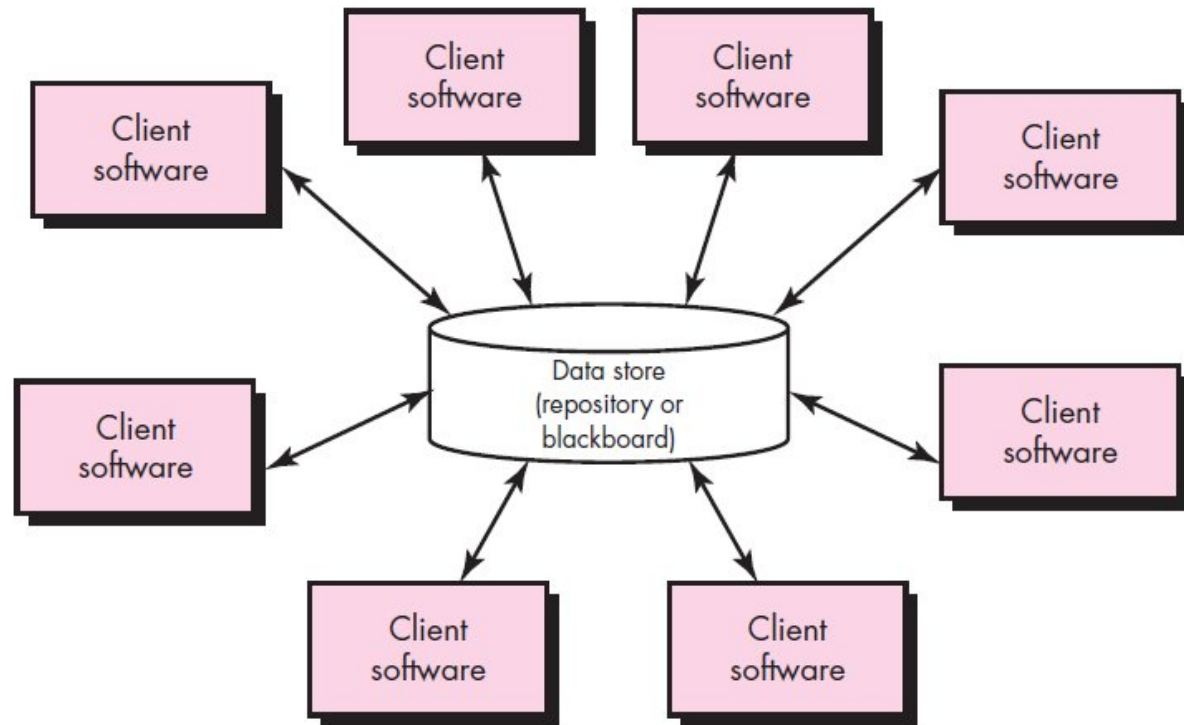 Client
software
Client
software
Client
software
Client
software
Data store
(repository or
blackboard)
Client
software
Client
software
Client
software
Client
software